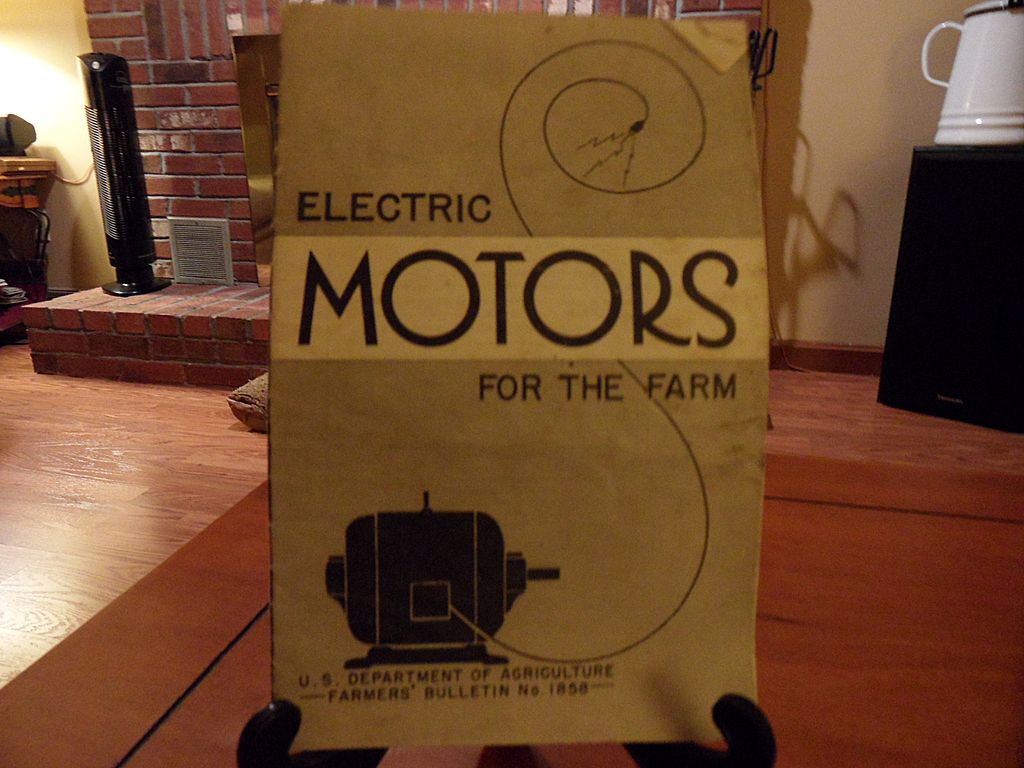 ELECTRIC
MOTORS
FOR THE FARM
U.S. DEPARTMENT OF AGRICULTURE
FARMERS' BULLETIN No. 1858